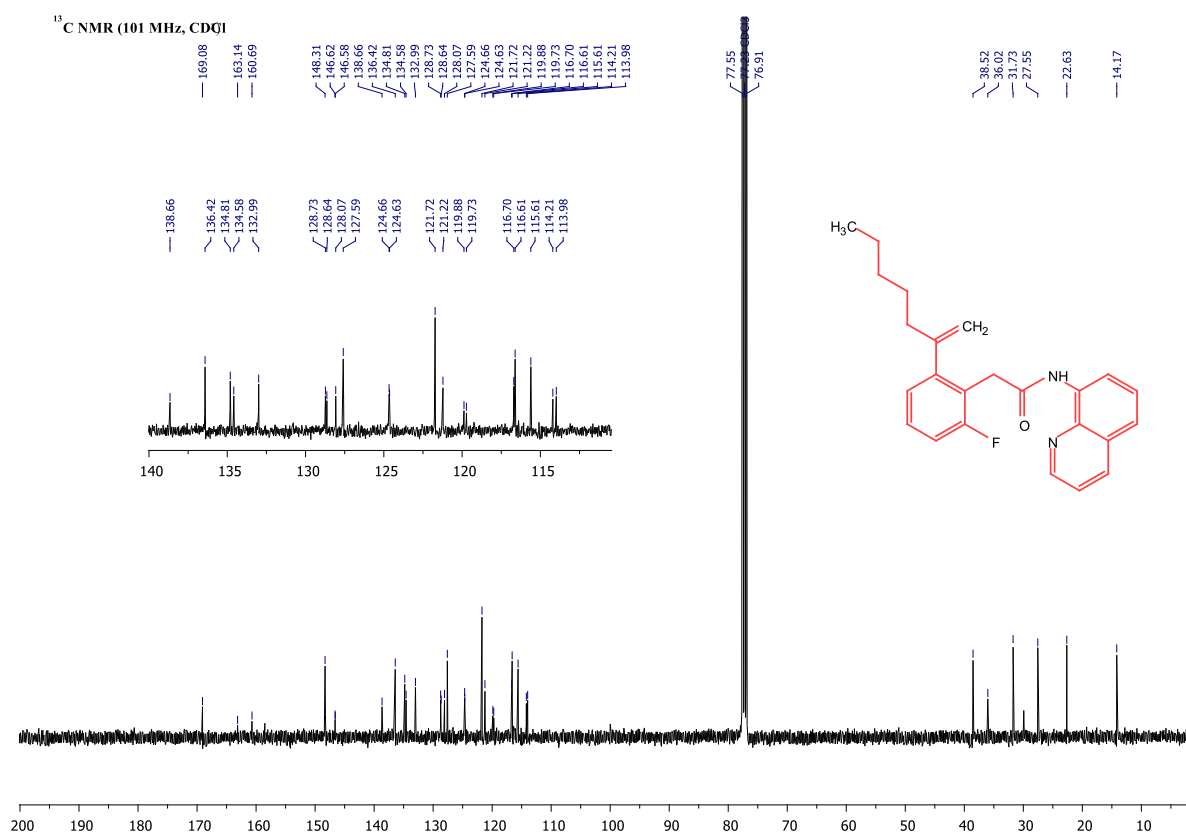 13C NMR (101 MHz, CDCl
169.08 163.14 160.69 148.31 146.62 146.58 138.66 136.42 134.81 134.58 132.99 128.73 128.64 128.07 127.59 124.66 124.63 121.72 121.22 119.88 119.73 116.70 116.61 115.61 114.21 113.98 77.55 77.23 CDCl3 76.91 38.52 36.02 31.73 27.55 22.63 14.17
138.66 136.42 134.81 134.58 132.99 128.73 128.64 128.07 127.59 124.66 124.63 121.72 121.22 119.88 119.73 116.70 116.61 115.61 114.21 113.98
H3C
CH2
NH
O
F
N
140 135 130 125 120 115
200 190 180 170 160 150 140 130 120 110 100 90 80 70 60 50 40 30 20 10 0